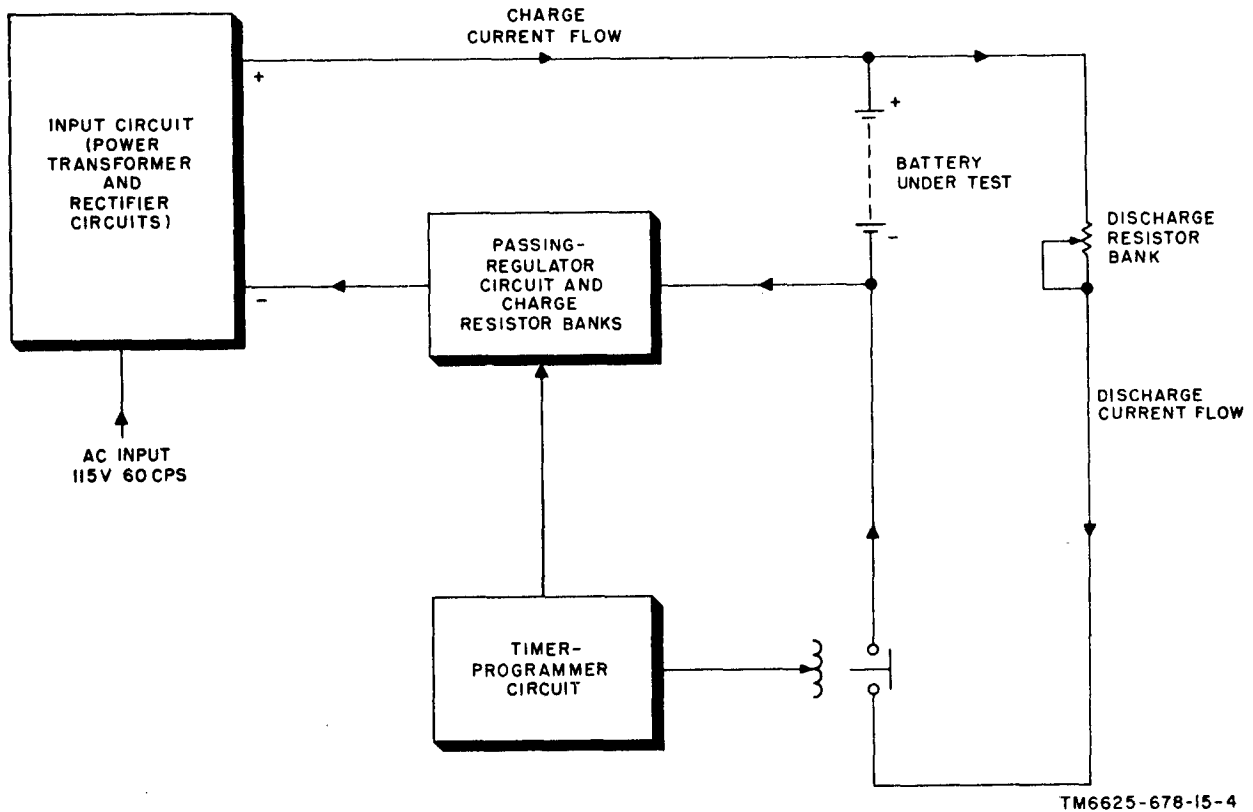 CHARGE
CURRENT FLOW
+
INPUT CIRCUIT
(POWER
TRANSFORMER
AND
RECTIFIER
CIRCUITS)
+
BATTERY
UNDER TEST
DISCHARGE
RESISTOR
BANK
PASSING-
REGULATOR
CIRCUIT AND
CHARGE
RESISTOR BANKS
-
-
DISCHARGE
CURRENT FLOW
AC INPUT
115V 60 CPS
TIMER-
PROGRAMMER
CIRCUIT
TM6625-678-15-4